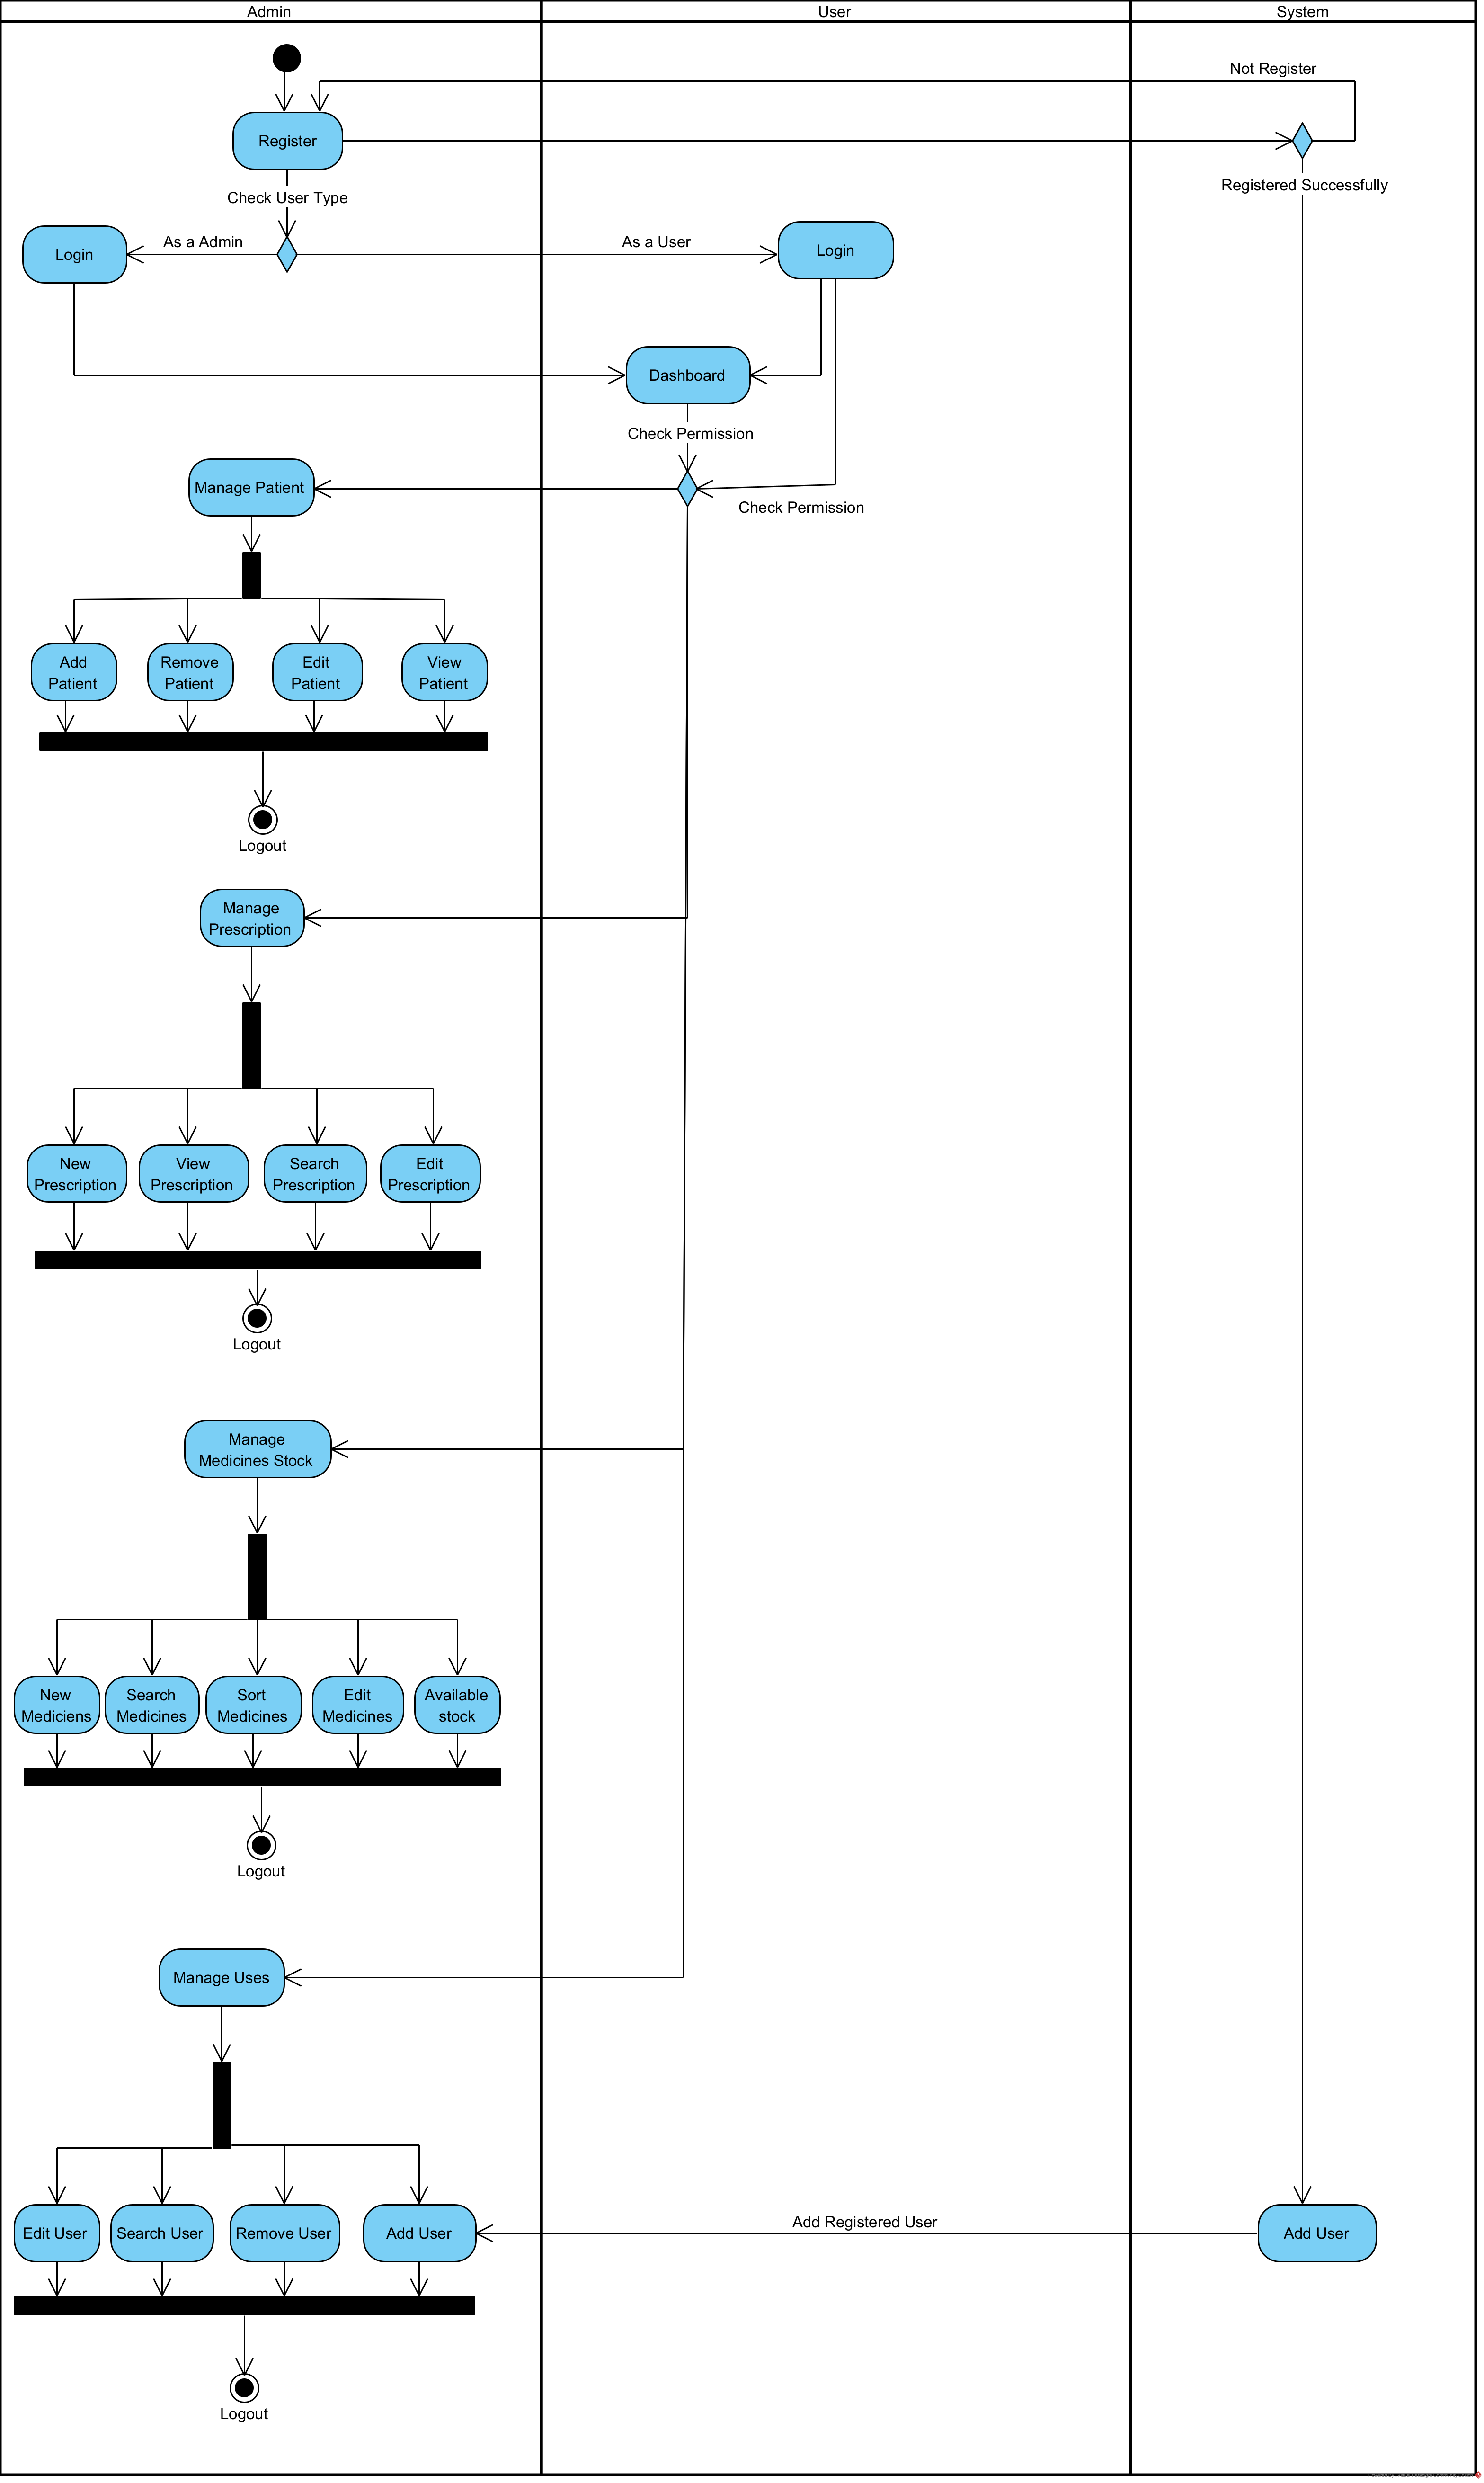 Admin
User
System
Not Register
Register
Registered Successfully
Check User Type
As a Admin
As a User
Login
Login
Dashboard
Check Permission
Manage Patient
Check Permission
Add
Patient
Remove
Patient
Edit
Patient
View
Patient
Logout
Manage
Prescription
New
Prescription
View
Prescription
Search
Prescription
Edit
Prescription
Logout
Manage
Medicines Stock
New
Mediciens
Search
Medicines
Sort
Medicines
Edit
Medicines
Available
stock
Logout
Manage Uses
Edit User
Search User
Remove User
Add User
Add Registered User
Add User
Logout